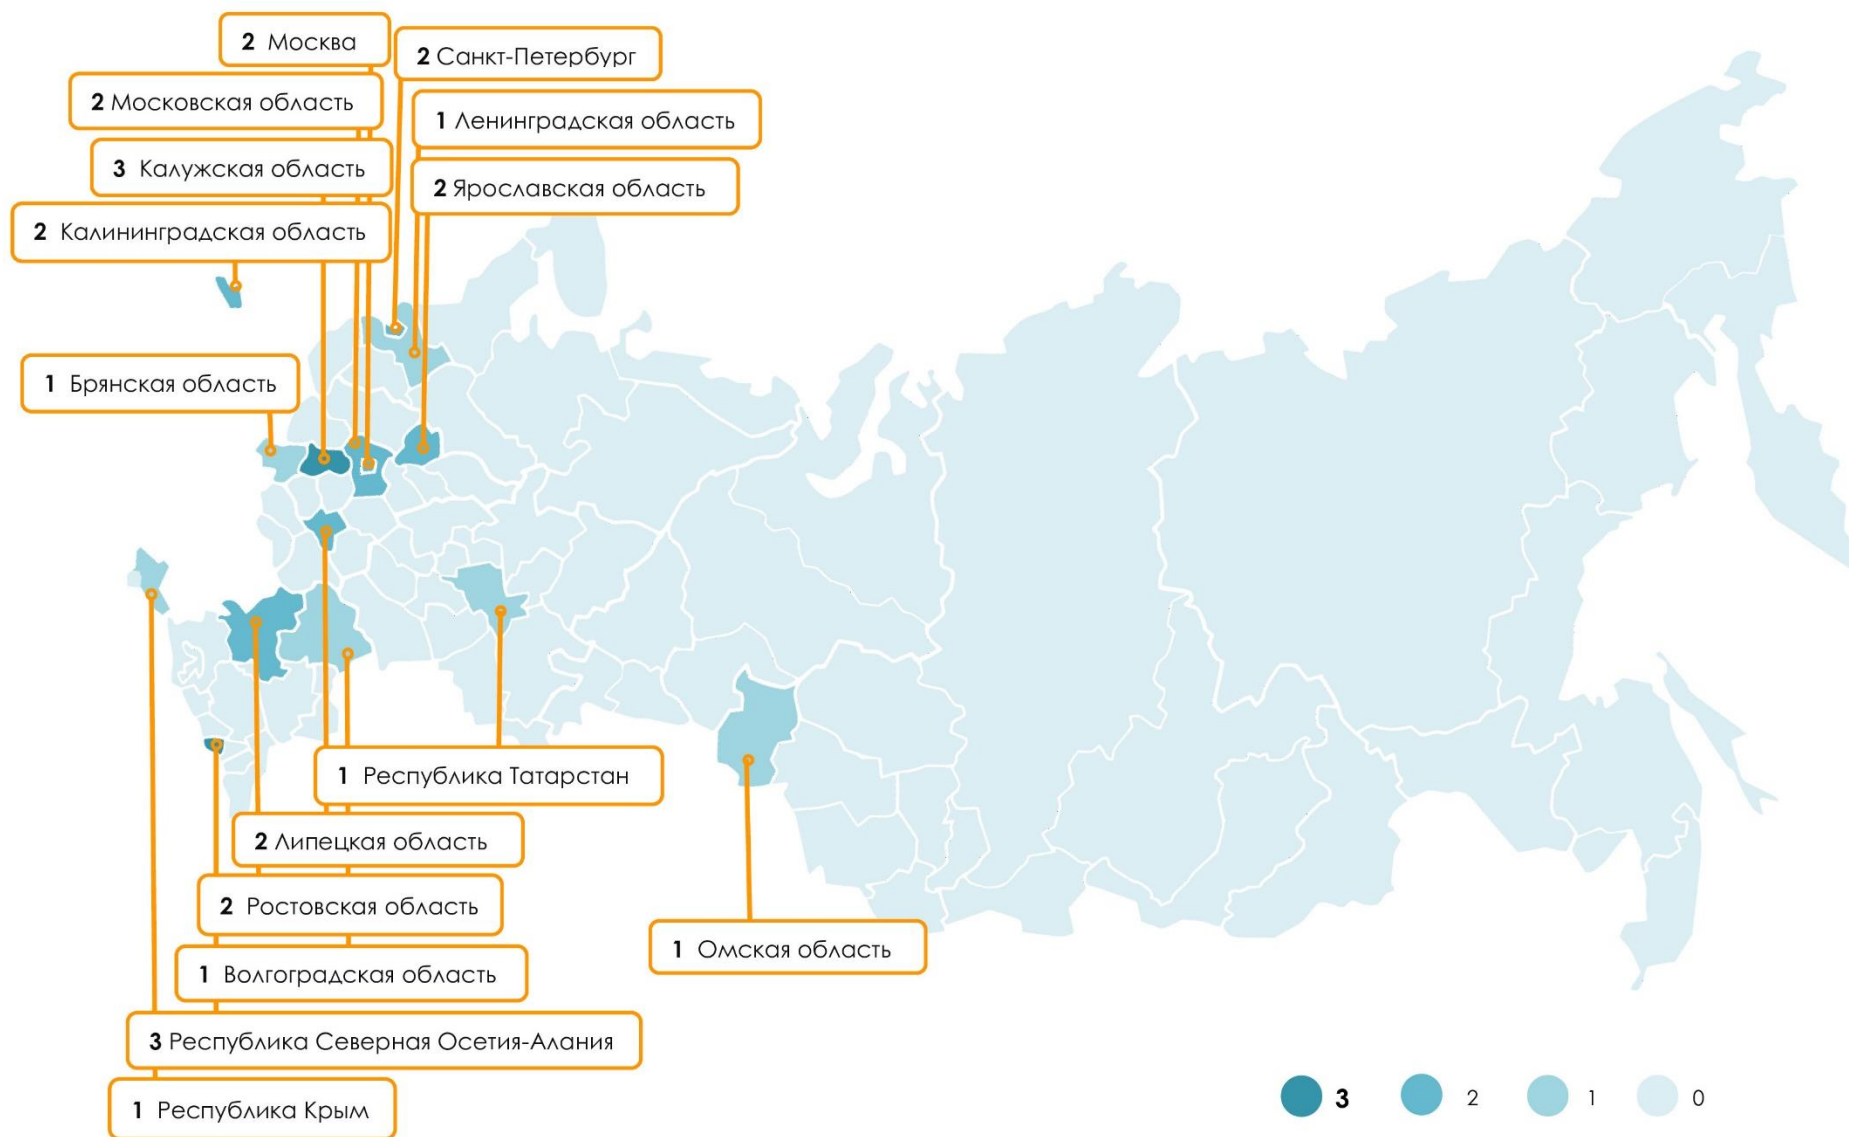 2 Москва
2 Санкт-Петербург
2 Московская область
1 Ленинградская область
3 Калужская область
2 Ярославская область
2 Калининградская область
1 Брянская область
1 Республика Татарстан
2 Липецкая область
2 Ростовская область
1 Омская область
1 Волгоградская область
3 Республика Северная Осетия-Алания
1 Республика Крым
3 2 1 0